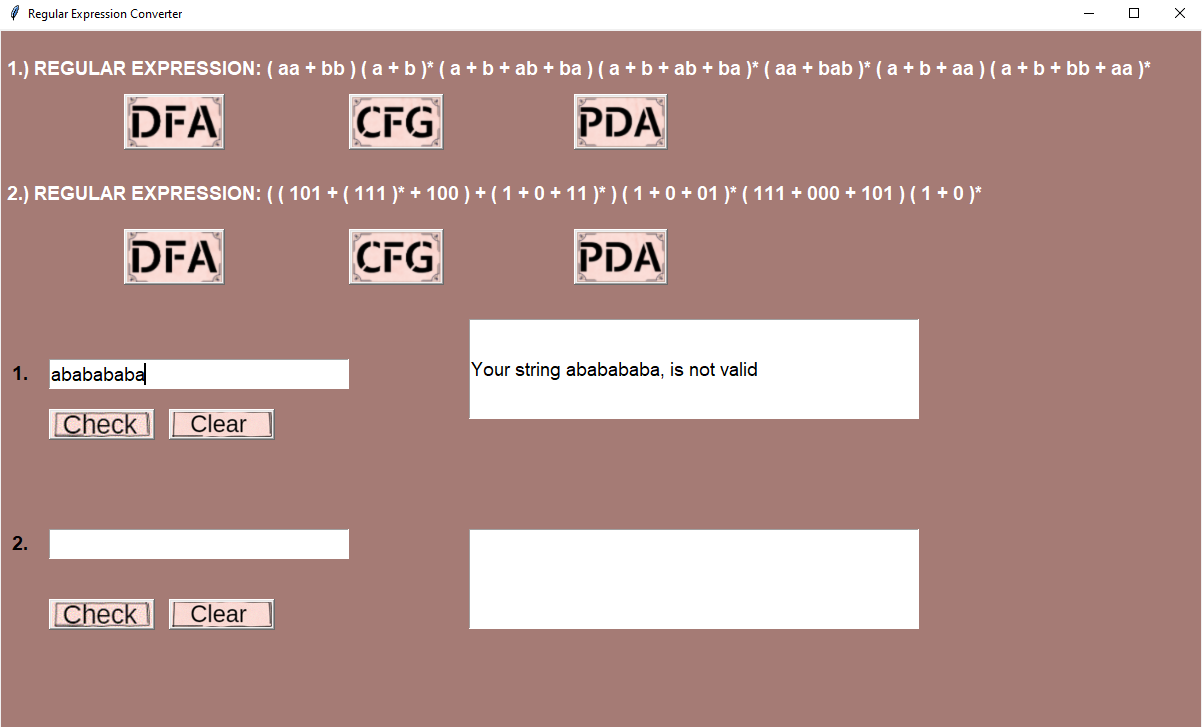 Regular Expression Converter
1.) REGULAR EXPRESSION: ( aa + bb ) ( a + b )* ( a + b + ab + ba ) ( a + b + ab + ba )* ( aa + bab )* ( a + b + aa ) ( a + b + bb + aa )*
DFA CFG PDA
2.) REGULAR EXPRESSION: ( ( 101 + ( 111 )* + 100 ) + ( 1 + 0 + 11 )* ) ( 1 + 0 + 01 )* ( 111 + 000 + 101 ) ( 1 + 0 )*
DFA CFG PDA
Your string ababababa, is not valid
1. ababababa
Check Clear
2.
Check Clear